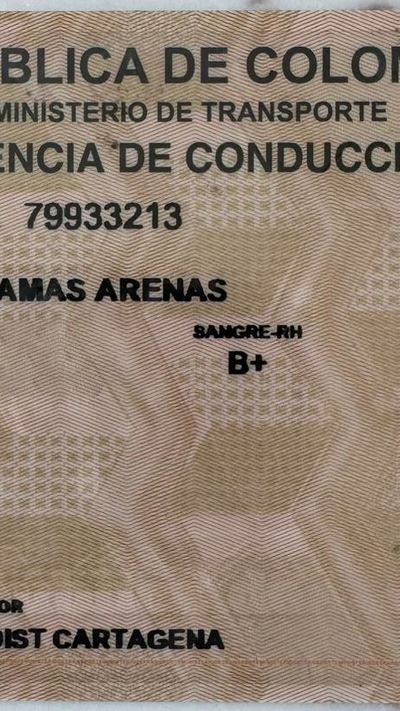 BLICA DE COLOM
MINISTERIO DE TRANSPORTE
ENCIA DE CONDUCCI
79933213
AMAS ARENAS
SANGRE-RH
B+
OR
DIST CARTAGENA